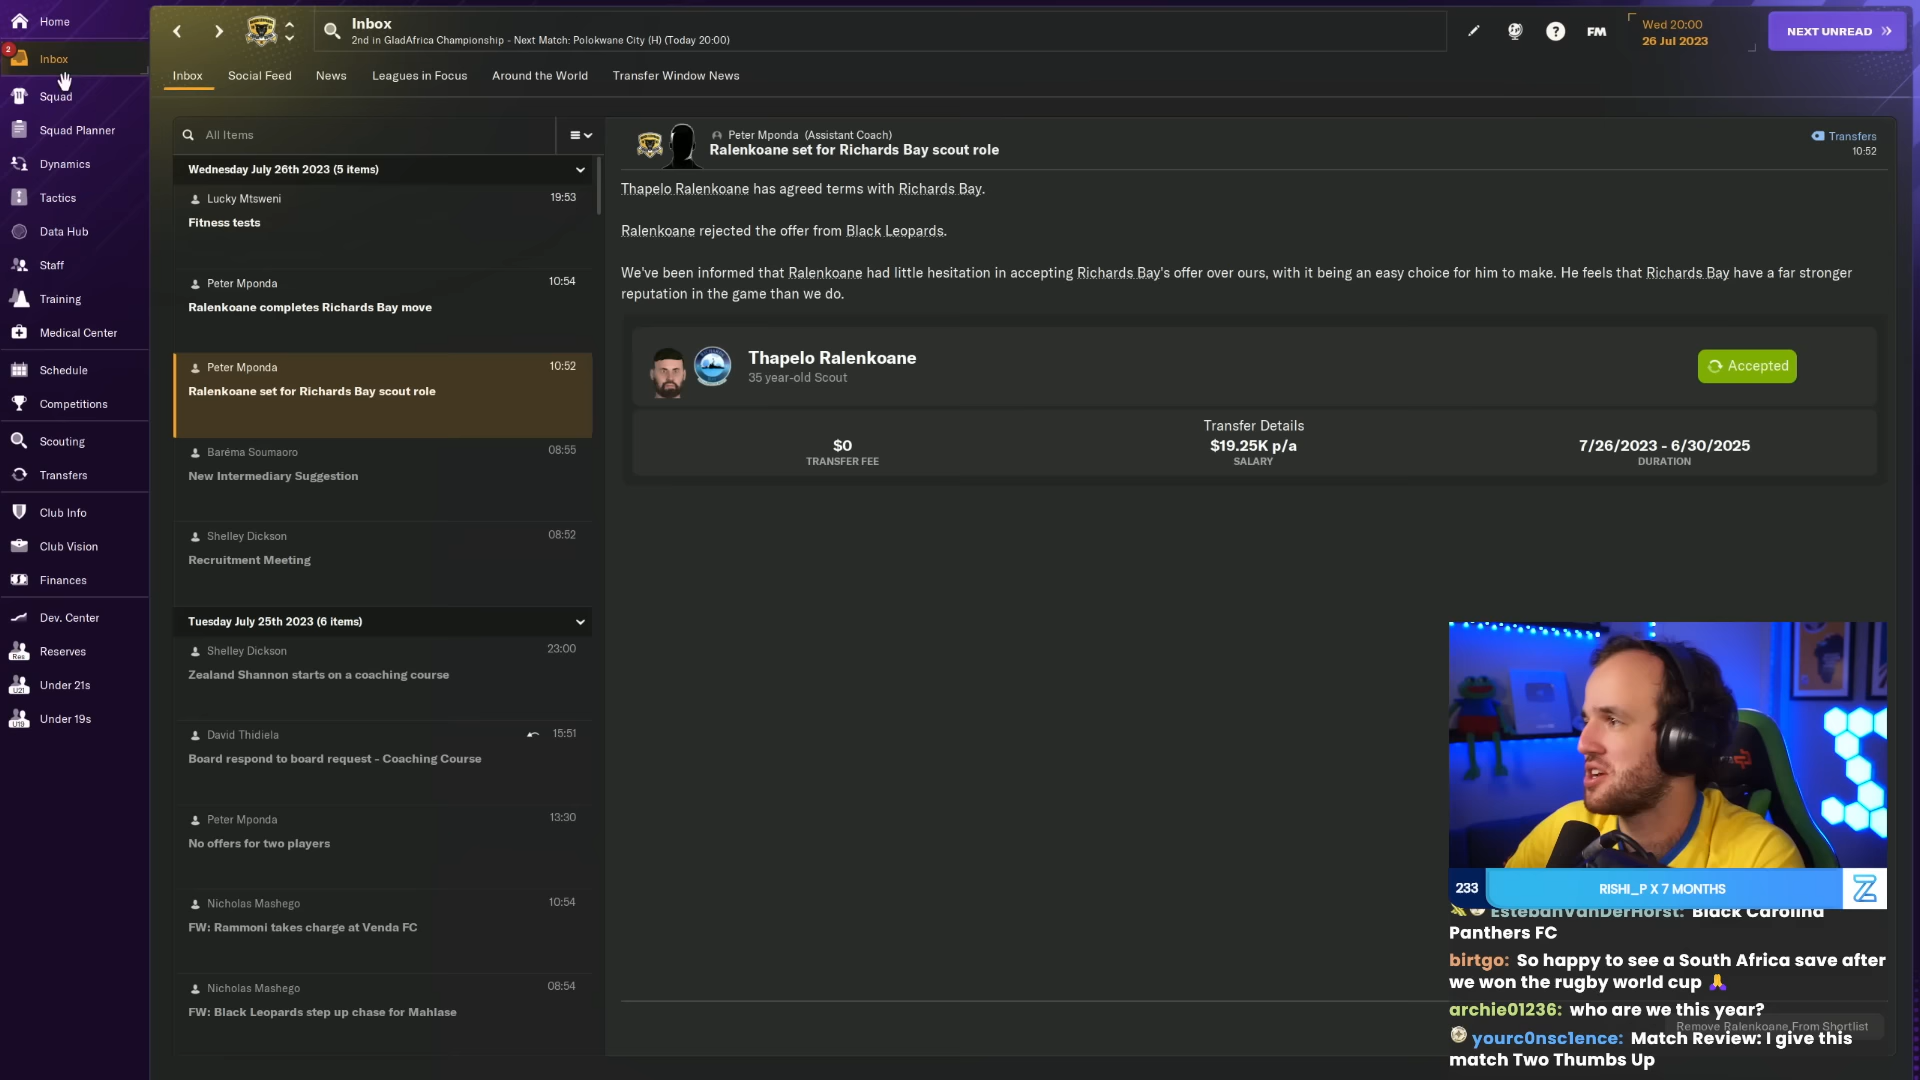 Home
2
Inbox
Squad
Squad Planner
Dynamics
Tactics
Data Hub
Staff
Training
Medical Center
Schedule
Competitions
Scouting
Transfers
Club Info
Club Vision
Finances
Dev. Center
Reserves
Under 21s
Under 19s
Inbox
2nd in GladAfrica Championship - Next Match: Polokwane City (H) (Today 20:00)
FM
Wed 20:00
26 Jul 2023
NEXT UNREAD
Inbox Social Feed News Leagues in Focus Around the World Transfer Window News
All Items
Wednesday July 26th 2023 (5 items)
Lucky Mtsweni 19:53
Fitness tests
Peter Mponda 10:54
Ralenkoane completes Richards Bay move
Peter Mponda 10:52
Ralenkoane set for Richards Bay scout role
Baréma Soumaoro 08:55
New Intermediary Suggestion
Shelley Dickson 08:52
Recruitment Meeting
Tuesday July 25th 2023 (6 items)
Shelley Dickson 23:00
Zealand Shannon starts on a coaching course
David Thidiela 15:51
Board respond to board request - Coaching Course
Peter Mponda 13:30
No offers for two players
Nicholas Mashego 10:54
FW: Rammoni takes charge at Venda FC
Nicholas Mashego 08:54
FW: Black Leopards step up chase for Mahlase
Peter Mponda (Assistant Coach)
Ralenkoane set for Richards Bay scout role
Transfers
10:52
Thapelo Ralenkoane has agreed terms with Richards Bay.
Ralenkoane rejected the offer from Black Leopards.
We've been informed that Ralenkoane had little hesitation in accepting Richards Bay's offer over ours, with it being an easy choice for him to make. He feels that Richards Bay have a far stronger
reputation in the game than we do.
Thapelo Ralenkoane
35 year-old Scout
Accepted
Transfer Details
$0 $19.25K p/a 7/26/2023 - 6/30/2025
TRANSFER FEE SALARY DURATION
233 RISHI_P X 7 MONTHS
EstebanVanDerHorst: Black Carolina
Panthers FC
birtgo: So happy to see a South Africa save after
we won the rugby world cup 🙏
archie01236: who are we this year?
Remove Ralenkoane From Shortlist
yourc0nsc1ence: Match Review: I give this
match Two Thumbs Up